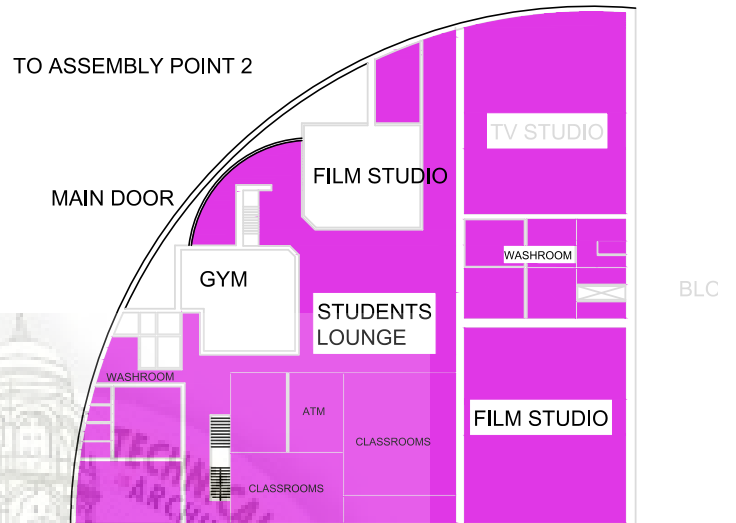 TO ASSEMBLY POINT 2
TV STUDIO
FILM STUDIO
MAIN DOOR
WASHROOM
GYM
BLC
STUDENTS
LOUNGE
WASHROOM
ATM
FILM STUDIO
CLASSROOMS
CLASSROOMS